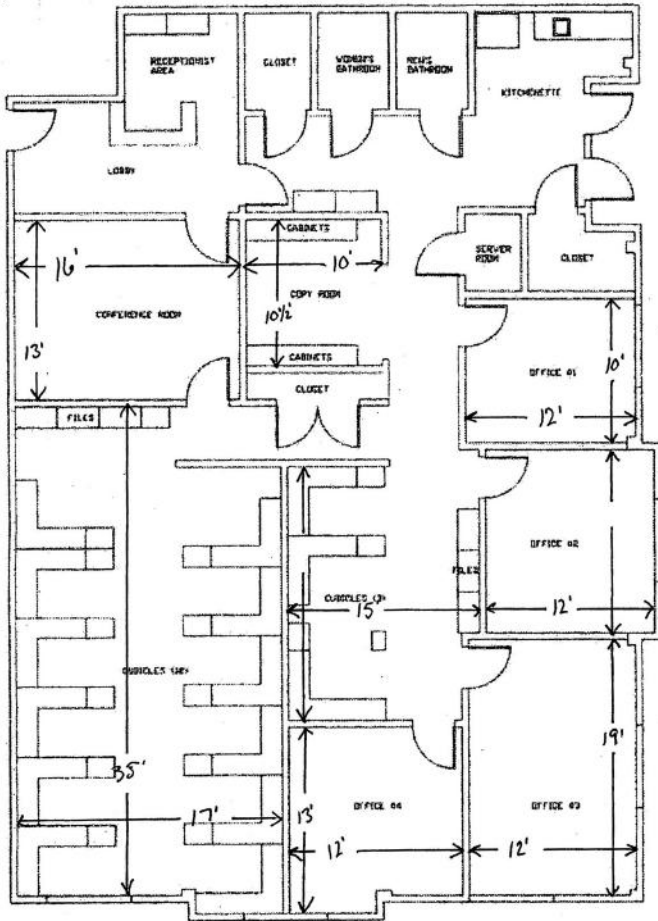 RECEPTIONIST
AREA
CLOSET
WOMEN'S
BATHROOM
MEN'S
BATHROOM
KITCHENETTE
LOBBY
CABINETS
SERVER
ROOM
CLOSET
16'
10'
COPY ROOM
CONFERENCE ROOM
10½'
13'
CABINETS
OFFICE #1
10'
CLOSET
12'
FILES
OFFICE #2
FILES
CUBICLES (3)
15'
12'
CUBICLES
35'
19'
17'
13'
OFFICE #4
OFFICE #3
12'
12'